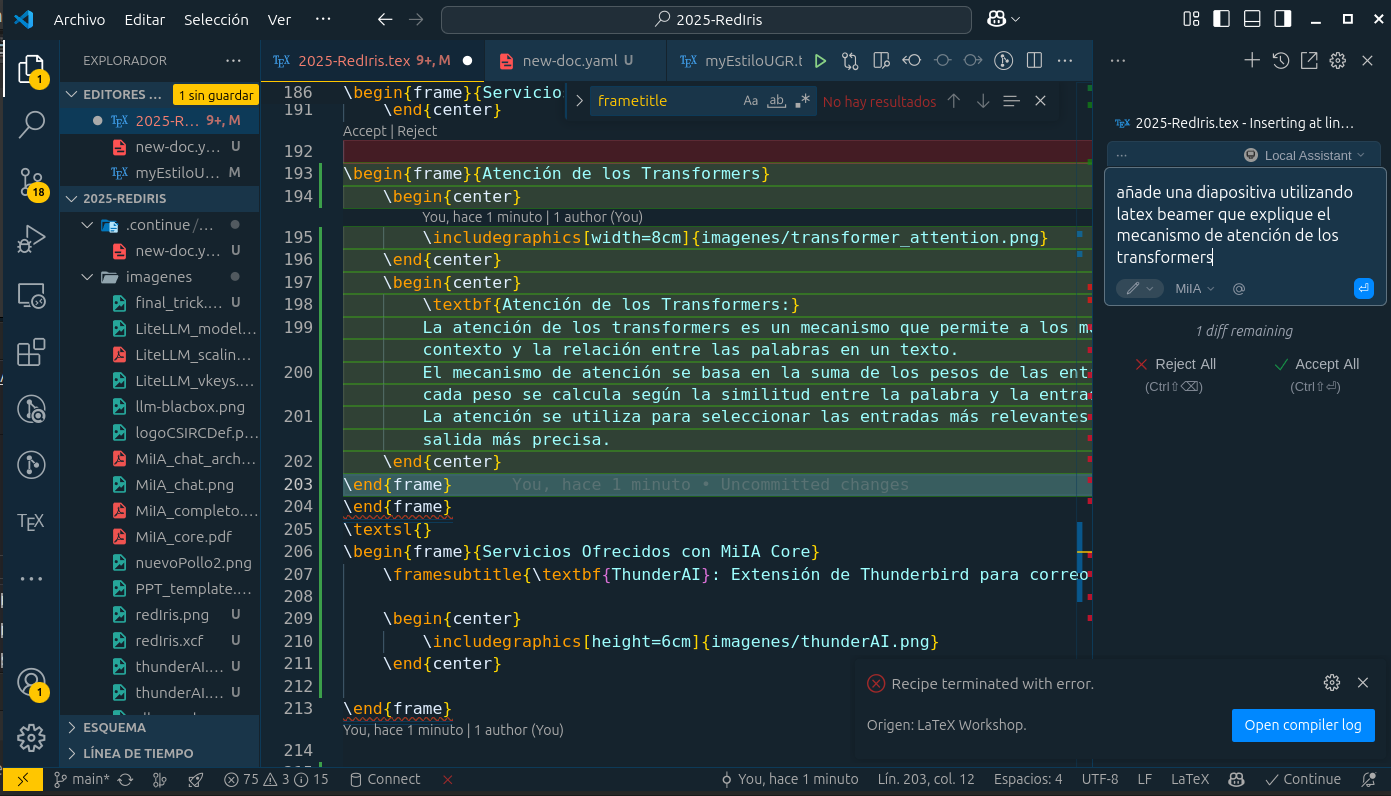 Archivo Editar Selección Ver ··· 2025-RedIris
EXPLORADOR ···
EDITORES ... 1 sin guardar
2025-R... 9+, M
new-doc.y... U
myEstiloU... M
2025-REDIRIS
.continue /...
new-doc.y... U
imagenes
final_trick.... U
LiteLLM_model...
LiteLLM_scalin...
LiteLLM_vkeys....
llm-blacbox.png
logoCSIRCDef.p...
MiIA_chat_arch...
MiIA_chat.png
MiIA_completo....
MiIA_core.pdf
nuevoPollo2.png
PPT_template....
redIris.png U
redIris.xcf U
thunderAI.... U
thunderAI.... U
ESQUEMA
LÍNEA DE TIEMPO
1
18
TEX
1
2025-RedIris.tex 9+, M
new-doc.yaml U
myEstiloUGR.t
frametitle Aa ab .* No hay resultados
186 \begin{frame}{Servicio
191 \end{center}
Accept | Reject
192
193 \begin{frame}{Atención de los Transformers}
194 \begin{center}
You, hace 1 minuto | 1 author (You)
195 \includegraphics[width=8cm]{imagenes/transformer_attention.png}
196 \end{center}
197 \begin{center}
198 \textbf{Atención de los Transformers:}
199 La atención de los transformers es un mecanismo que permite a los m
contexto y la relación entre las palabras en un texto.
200 El mecanismo de atención se basa en la suma de los pesos de las ent
cada peso se calcula según la similitud entre la palabra y la entra
201 La atención se utiliza para seleccionar las entradas más relevantes
salida más precisa.
202 \end{center}
203 \end{frame} You, hace 1 minuto • Uncommitted changes
204 \end{frame}
205 \textsl{}
206 \begin{frame}{Servicios Ofrecidos con MiIA Core}
207 \framesubtitle{\textbf{ThunderAI}: Extensión de Thunderbird para correo
208
209 \begin{center}
210 \includegraphics[height=6cm]{imagenes/thunderAI.png}
211 \end{center}
212
213 \end{frame}
You, hace 1 minuto | 1 author (You)
214
2025-RedIris.tex - Inserting at lin...
··· Local Assistant
añade una diapositiva utilizando
latex beamer que explique el
mecanismo de atención de los
transformers
MiIA @
1 diff remaining
Reject All Accept All
(Ctrl⇧⌫) (Ctrl⇧⏎)
Recipe terminated with error.
Origen: LaTeX Workshop.
Open compiler log
main* 75 3 15 Connect You, hace 1 minuto Lín. 203, col. 12 Espacios: 4 UTF-8 LF LaTeX Continue